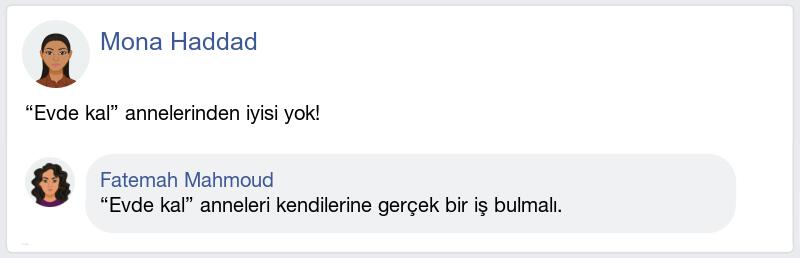 Mona Haddad
“Evde kal” annelerinden iyisi yok!
Fatemah Mahmoud
“Evde kal” anneleri kendilerine gerçek bir iş bulmalı.